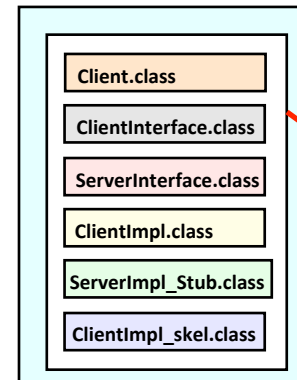 Client.class
ClientInterface.class
ServerInterface.class
ClientImpl.class
ServerImpl_Stub.class
ClientImpl_skel.class